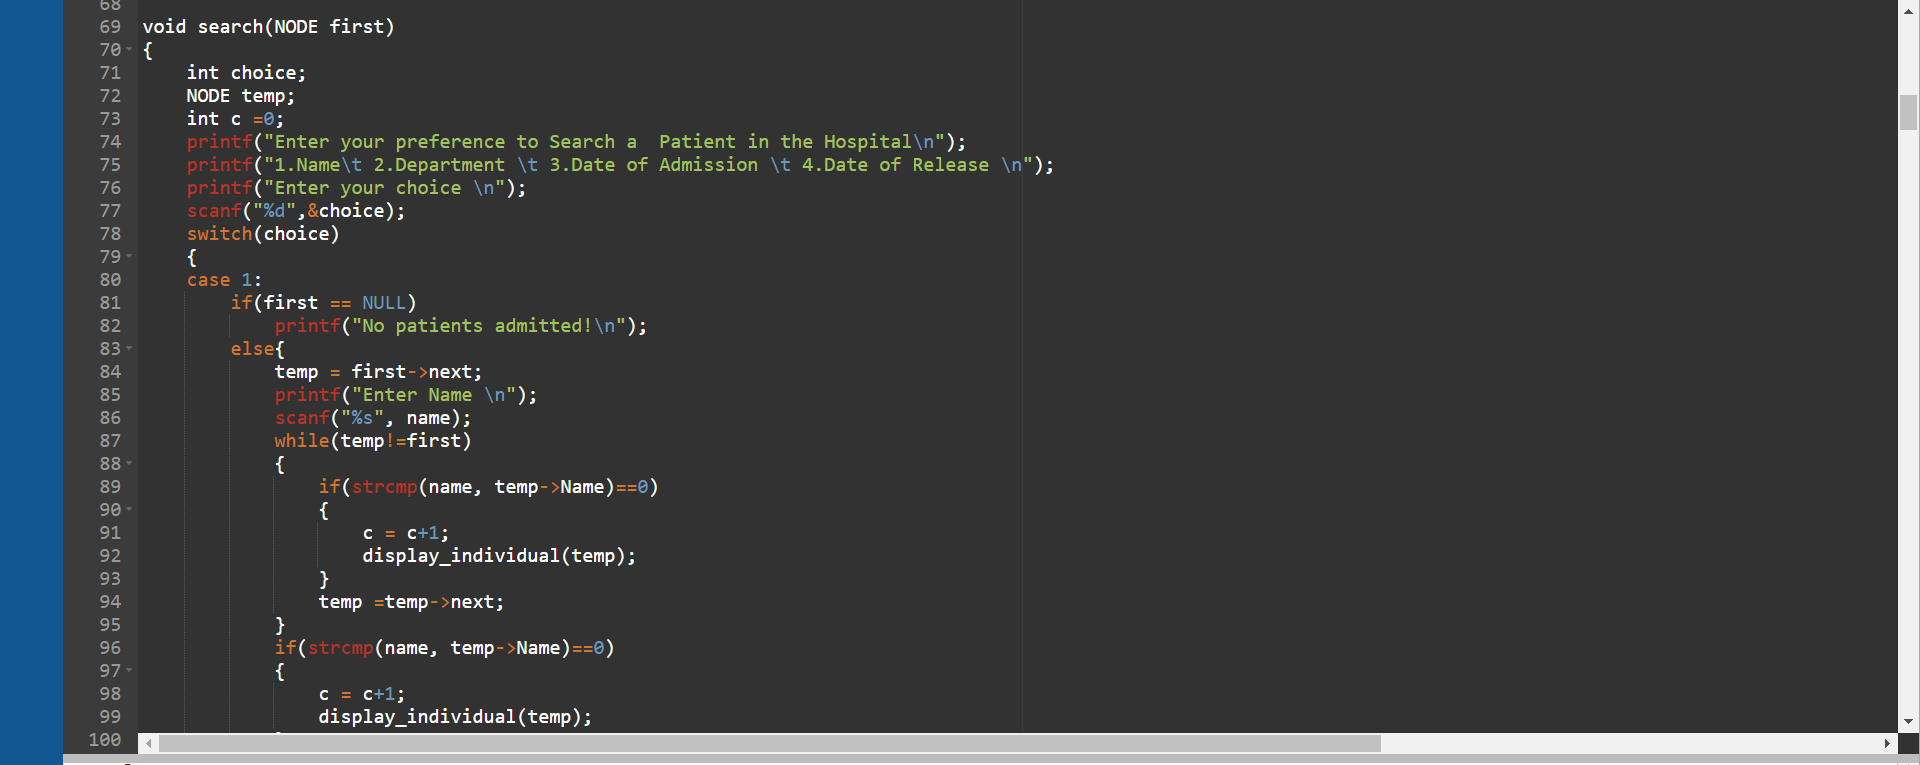 68
69 void search(NODE first)
70 {
71     int choice;
72     NODE temp;
73     int c =0;
74     printf("Enter your preference to Search a  Patient in the Hospital\n");
75     printf("1.Name\t 2.Department \t 3.Date of Admission \t 4.Date of Release \n");
76     printf("Enter your choice \n");
77     scanf("%d",&choice);
78     switch(choice)
79     {
80     case 1:
81         if(first == NULL)
82             printf("No patients admitted!\n");
83         else{
84             temp = first->next;
85             printf("Enter Name \n");
86             scanf("%s", name);
87             while(temp!=first)
88             {
89                 if(strcmp(name, temp->Name)==0)
90                 {
91                     c = c+1;
92                     display_individual(temp);
93                 }
94                 temp =temp->next;
95             }
96             if(strcmp(name, temp->Name)==0)
97             {
98                 c = c+1;
99                 display_individual(temp);
100